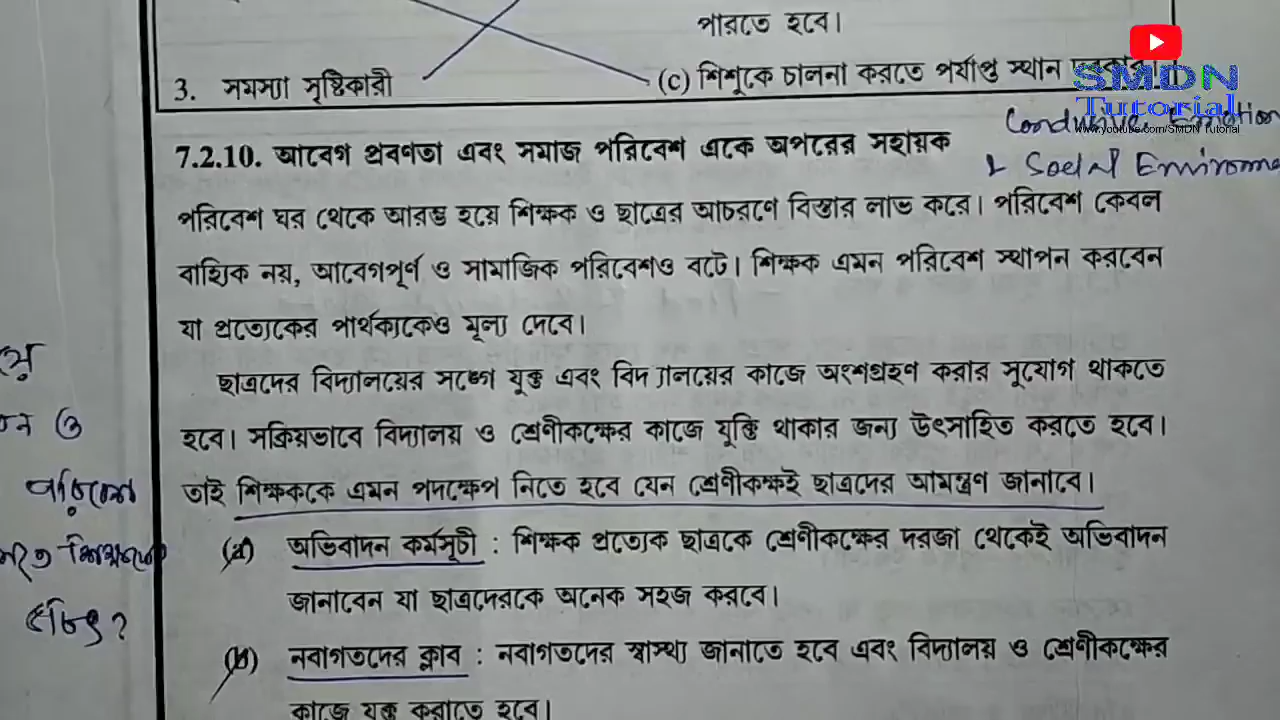 পারতে হবে।
3. সমস্যা সৃষ্টিকারী
(c) শিশুকে চালনা করতে পর্যাপ্ত স্থান
SMDN
Tutorial
www.youtube.com/SMDN Tutorial
Conducive Emotion
& Social Environme
7.2.10. আবেগ প্রবণতা এবং সমাজ পরিবেশ একে অপরের সহায়ক
পরিবেশ ঘর থেকে আরম্ভ হয়ে শিক্ষক ও ছাত্রের আচরণে বিস্তার লাভ করে। পরিবেশ কেবল
বাহ্যিক নয়, আবেগপূর্ণ ও সামাজিক পরিবেশও বটে। শিক্ষক এমন পরিবেশ স্থাপন করবেন
যা প্রত্যেকের পার্থক্যকেও মূল্য দেবে।
ছাত্রদের বিদ্যালয়ের সঙ্গে যুক্ত এবং বিদ্যালয়ের কাজে অংশগ্রহণ করার সুযোগ থাকতে
হবে। সক্রিয়ভাবে বিদ্যালয় ও শ্রেণীকক্ষের কাজে যুক্তি থাকার জন্য উৎসাহিত করতে হবে।
তাই শিক্ষককে এমন পদক্ষেপ নিতে হবে যেন শ্রেণীকক্ষই ছাত্রদের আমন্ত্রণ জানাবে।
(a) অভিবাদন কর্মসূচী : শিক্ষক প্রত্যেক ছাত্রকে শ্রেণীকক্ষের দরজা থেকেই অভিবাদন
জানাবেন যা ছাত্রদেরকে অনেক সহজ করবে।
(b) নবাগতদের ক্লাব : নবাগতদের স্বাস্থ্য জানাতে হবে এবং বিদ্যালয় ও শ্রেণীকক্ষের
কাজে যুক্ত করাতে হবে।